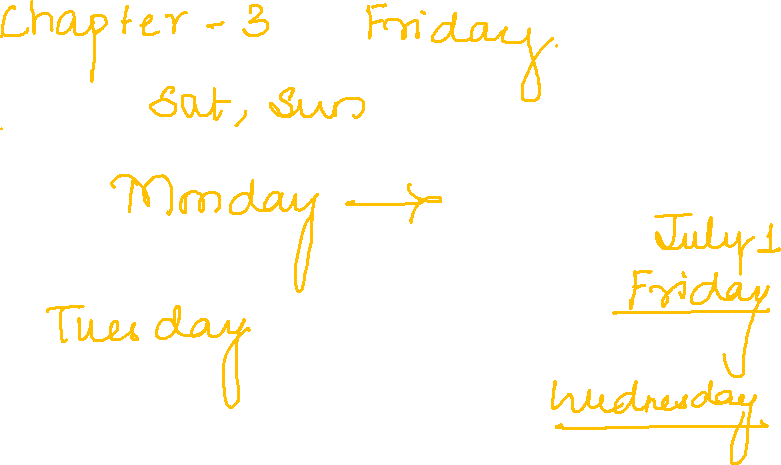 Chapter - 3 Friday.
Sat, Sun
Monday →
July 1
Friday
Tuesday
Wednesday.